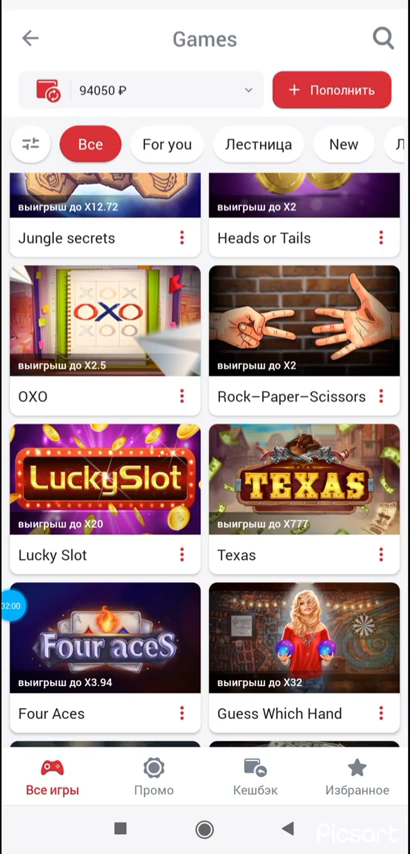 Games
94050 ₽
+ Пополнить
Все
For you
Лестница
New
Л
выигрыш до X12.72
выигрыш до X2
Jungle secrets
Heads or Tails
OXO
выигрыш до X2.5
выигрыш до X2
OXO
Rock–Paper–Scissors
LuckySlot
TEXAS
выигрыш до X20
выигрыш до X777
Lucky Slot
Texas
02:00
Four aceS
выигрыш до X3.94
выигрыш до X32
Four Aces
Guess Which Hand
Все игры
Промо
Кешбэк
Избранное
Picsart